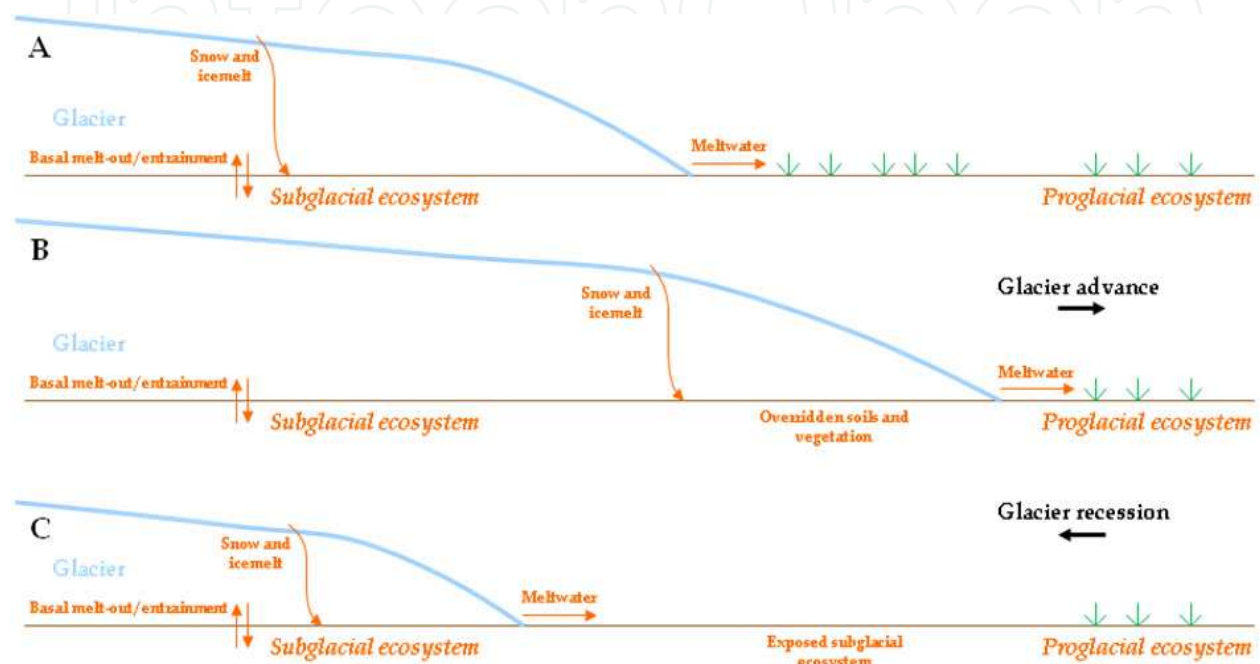 A
Snow and
icemelt
Glacier
Basal melt-out/entrainment
Meltwater
Subglacial ecosystem
Proglacial ecosystem
B
Snow and
icemelt
Glacier advance
Glacier
Basal melt-out/entrainment
Meltwater
Subglacial ecosystem
Overridden soils and
vegetation
Proglacial ecosystem
C
Glacier recession
Snow and
icemelt
Glacier
Basal melt-out/entrainment
Meltwater
Subglacial ecosystem
Exposed subglacial
ecosystem
Proglacial ecosystem